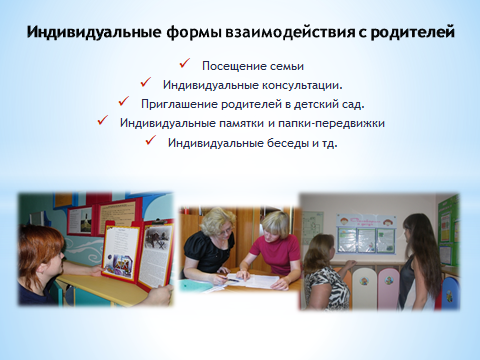 Индивидуальные формы взаимодействия с родителей
Посещение семьи
Индивидуальные консультации.
Приглашение родителей в детский сад.
Индивидуальные памятки и папки-передвижки
Индивидуальные беседы и тд.